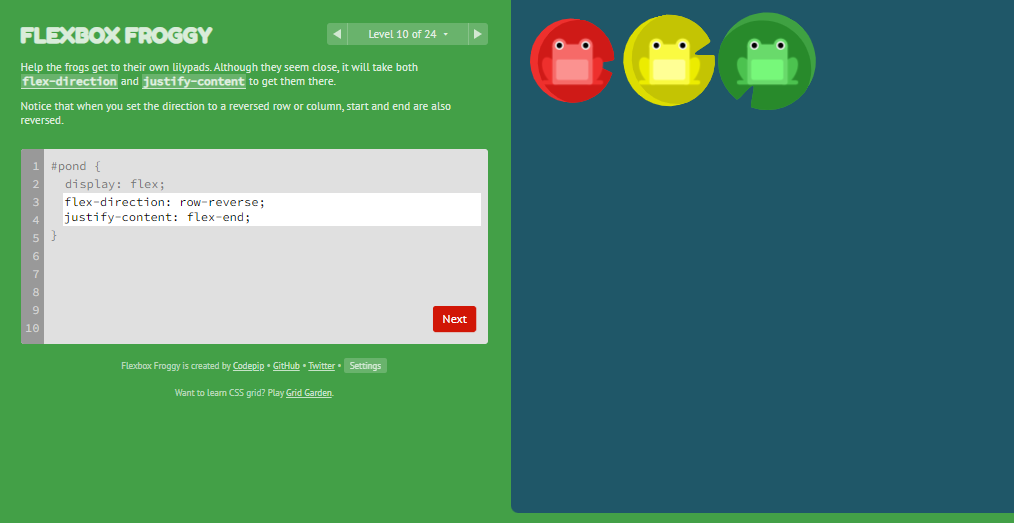 FLEXBOX FROGGY
Level 10 of 24
Help the frogs get to their own lilypads. Although they seem close, it will take both
flex-direction and justify-content to get them there.
Notice that when you set the direction to a reversed row or column, start and end are also
reversed.
1 #pond {
2 display: flex;
3 flex-direction: row-reverse;
4 justify-content: flex-end;
5 }
6
7
8
9
10
Next
Flexbox Froggy is created by Codepip • GitHub • Twitter • Settings
Want to learn CSS grid? Play Grid Garden.